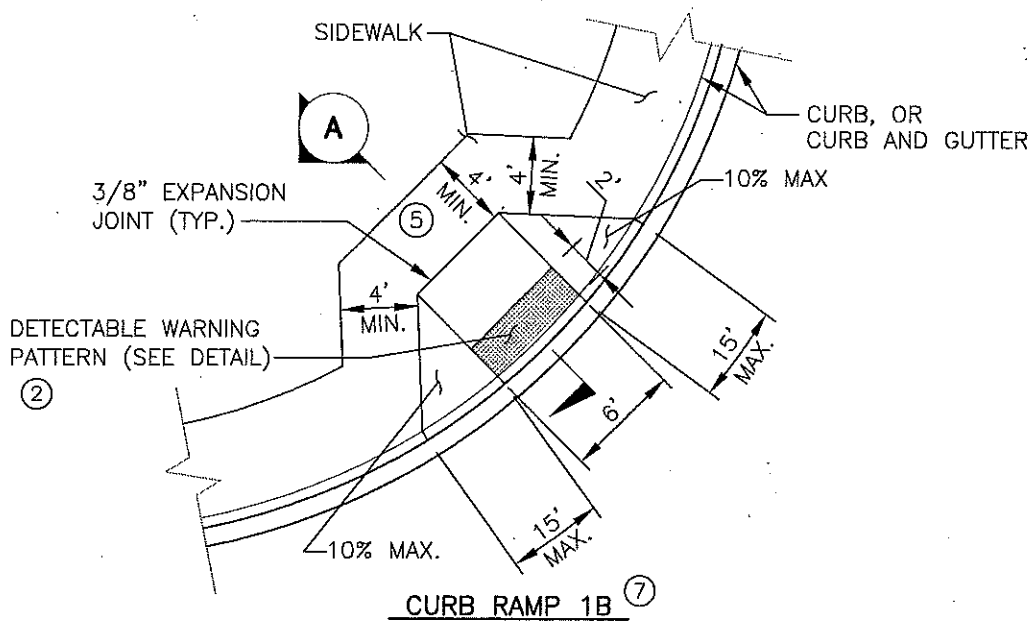 SIDEWALK
A
CURB, OR
CURB AND GUTTER
3/8" EXPANSION
JOINT (TYP.)
4'
MIN.
4'
MIN.
2'
10% MAX
⑤
4'
MIN.
DETECTABLE WARNING
PATTERN (SEE DETAIL)
②
15'
MAX.
6'
15'
MAX.
10% MAX.
CURB RAMP 1B ⑦